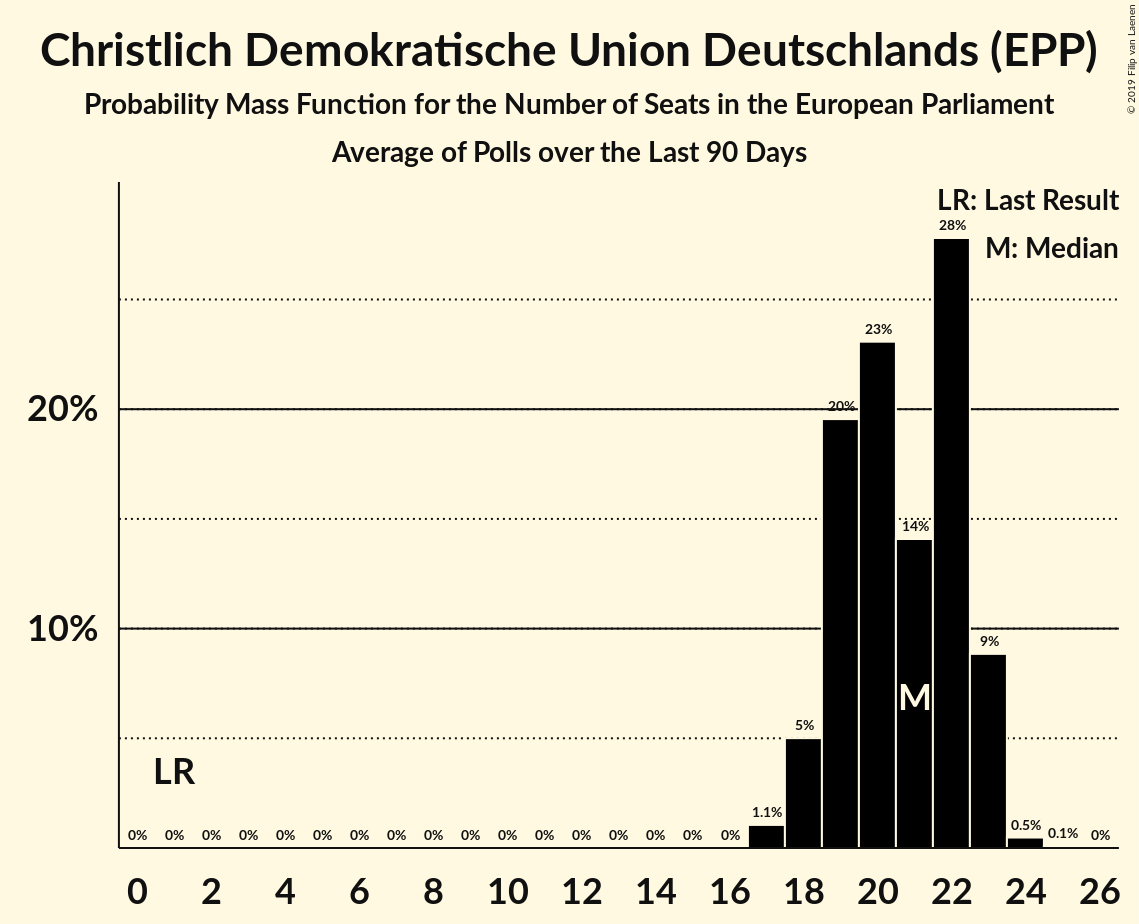 Christlich Demokratische Union Deutschlands (EPP)
Probability Mass Function for the Number of Seats in the European Parliament
Average of Polls over the Last 90 Days
© 2019 Filip van Laenen
LR: Last Result
M: Median
28%
23%
20%
20%
14%
10%
9%
M
5%
LR
1.1%
0% 0% 0% 0% 0% 0% 0% 0% 0% 0% 0% 0% 0% 0% 0% 0% 0% 0.5% 0.1% 0%
0 2 4 6 8 10 12 14 16 18 20 22 24 26